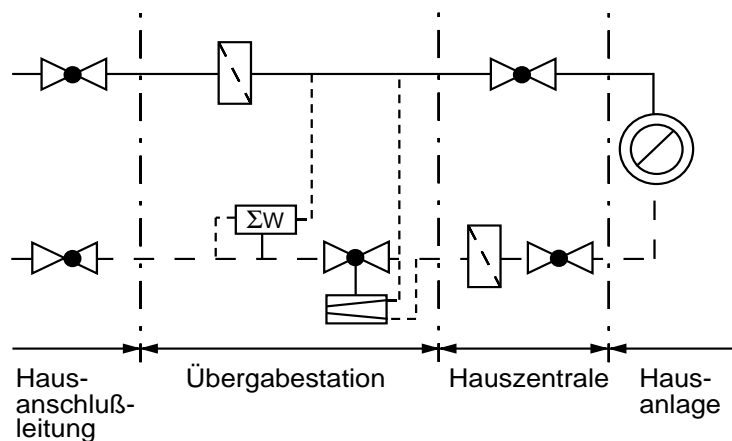 ΣW
Haus-
anschluß-
leitung
Übergabestation
Hauszentrale
Haus-
anlage